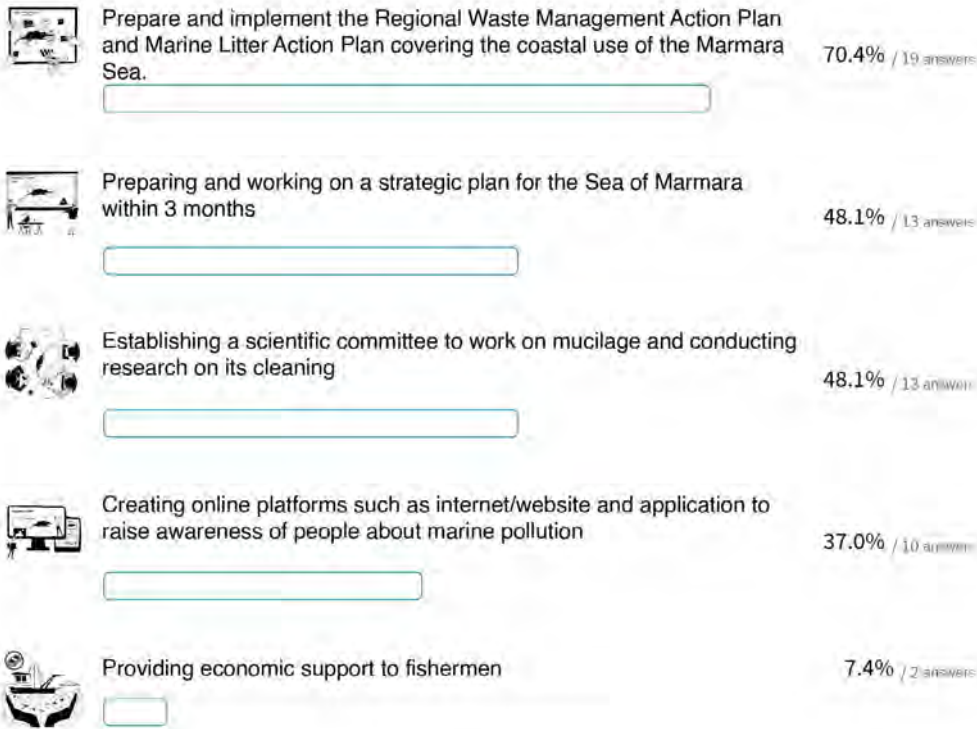 Prepare and implement the Regional Waste Management Action Plan
and Marine Litter Action Plan covering the coastal use of the Marmara
Sea.
70.4% / 19 answers
Preparing and working on a strategic plan for the Sea of Marmara
within 3 months
48.1% / 13 answers
Establishing a scientific committee to work on mucilage and conducting
research on its cleaning
48.1% / 13 answers
Creating online platforms such as internet/website and application to
raise awareness of people about marine pollution
37.0% / 10 answers
Providing economic support to fishermen
7.4% / 2 answers